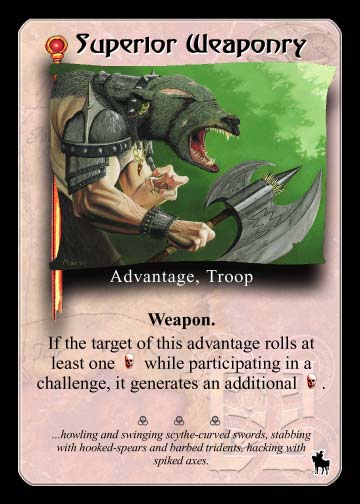 Superior Weaponry
Advantage, Troop
Weapon.
If the target of this advantage rolls at
least one while participating in a
challenge, it generates an additional .
...howling and swinging scythe-curved swords, stabbing
with hooked-spears and barbed tridents, hacking with
spiked axes.